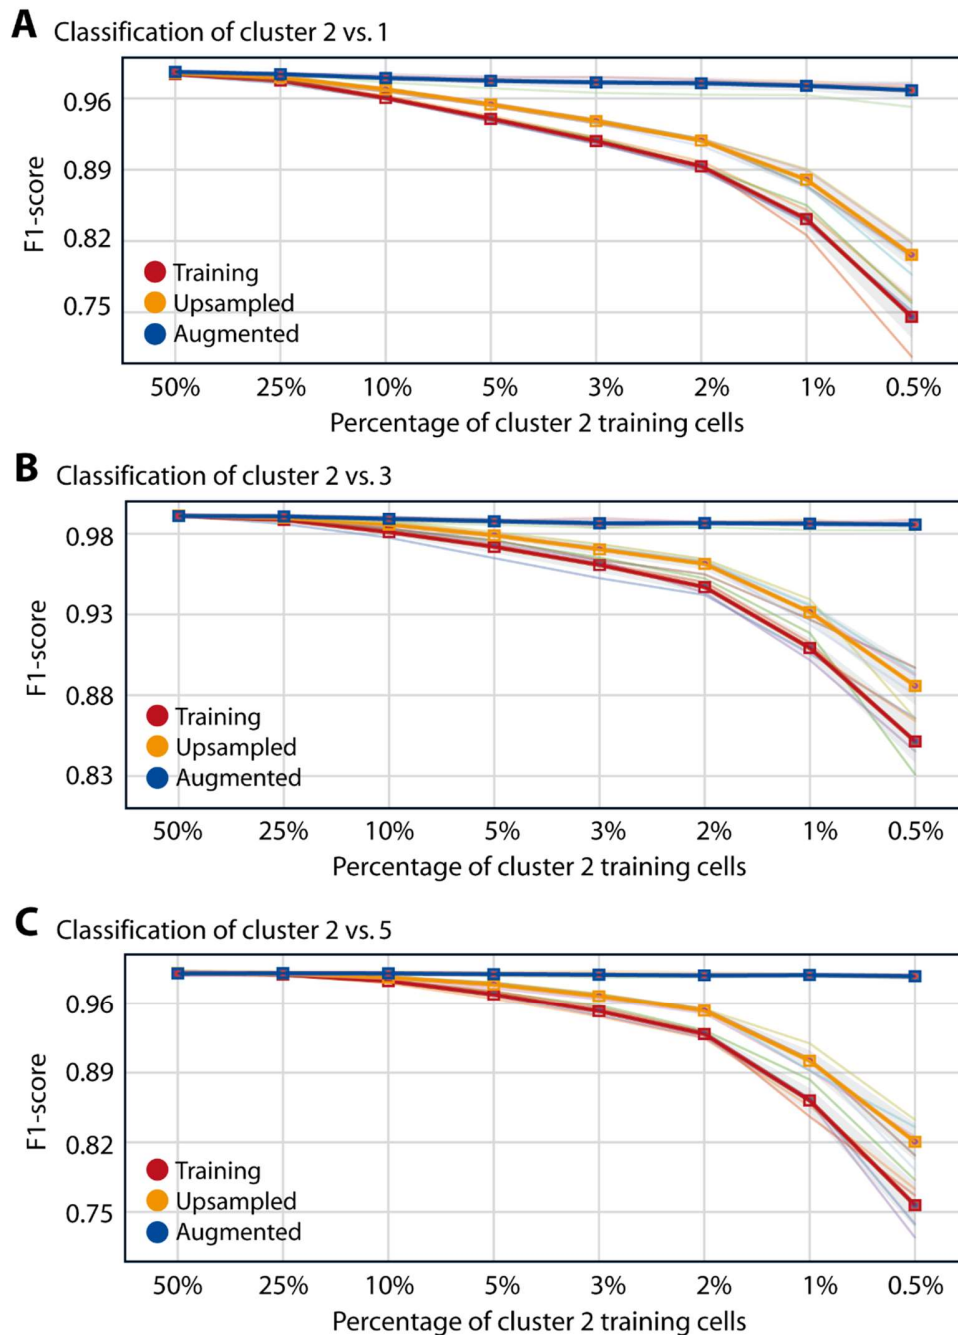 A Classification of cluster 2 vs. 1
F1-score
0.96
0.89
0.82
0.75
Training
Upsampled
Augmented
50% 25% 10% 5% 3% 2% 1% 0.5%
Percentage of cluster 2 training cells
B Classification of cluster 2 vs. 3
F1-score
0.98
0.93
0.88
0.83
Training
Upsampled
Augmented
50% 25% 10% 5% 3% 2% 1% 0.5%
Percentage of cluster 2 training cells
C Classification of cluster 2 vs. 5
F1-score
0.96
0.89
0.82
0.75
Training
Upsampled
Augmented
50% 25% 10% 5% 3% 2% 1% 0.5%
Percentage of cluster 2 training cells